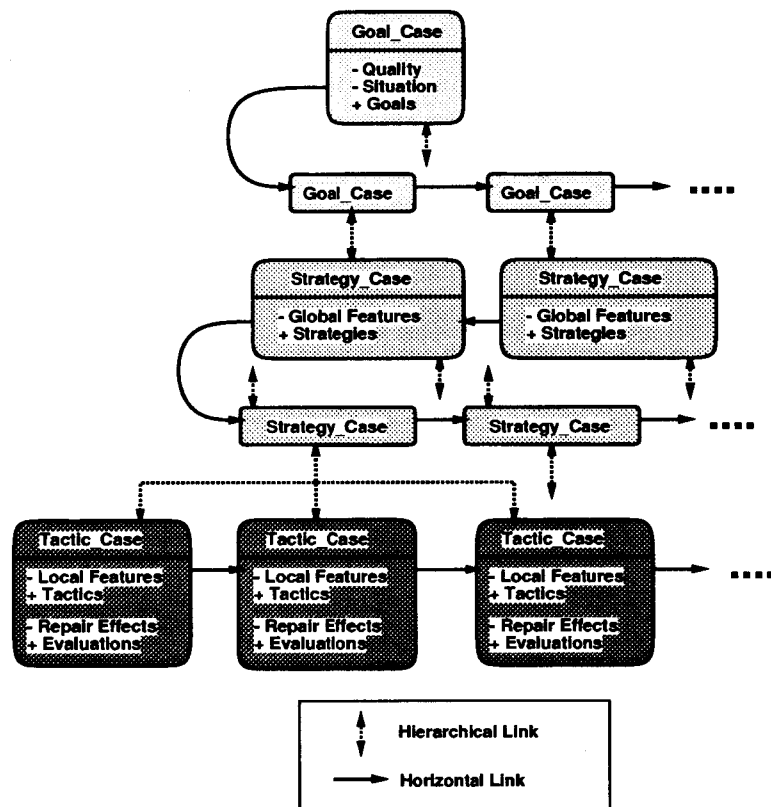 Goal_Case
- Quality
- Situation
+ Goals
Goal_Case
Goal_Case
Strategy_Case
- Global Features
+ Strategies
Strategy_Case
- Global Features
+ Strategies
Strategy_Case
Strategy_Case
Tactic_Case
- Local Features
+ Tactics
- Repair Effects
+ Evaluations
Tactic_Case
- Local Features
+ Tactics
- Repair Effects
+ Evaluations
Tactic_Case
- Local Features
+ Tactics
- Repair Effects
+ Evaluations
Hierarchical Link
Horizontal Link